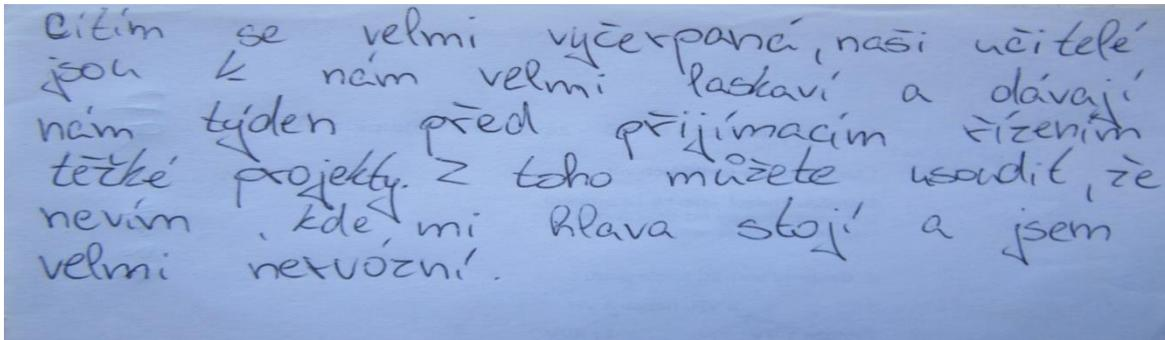 Cítím se velmi vyčerpaná, naši učitelé
jsou k nám velmi laskaví a dávají
nám týden před přijímacím řízením
těžké projekty. Z toho můžete usoudit, že
nevím, kde mi hlava stojí a jsem
velmi nervózní.